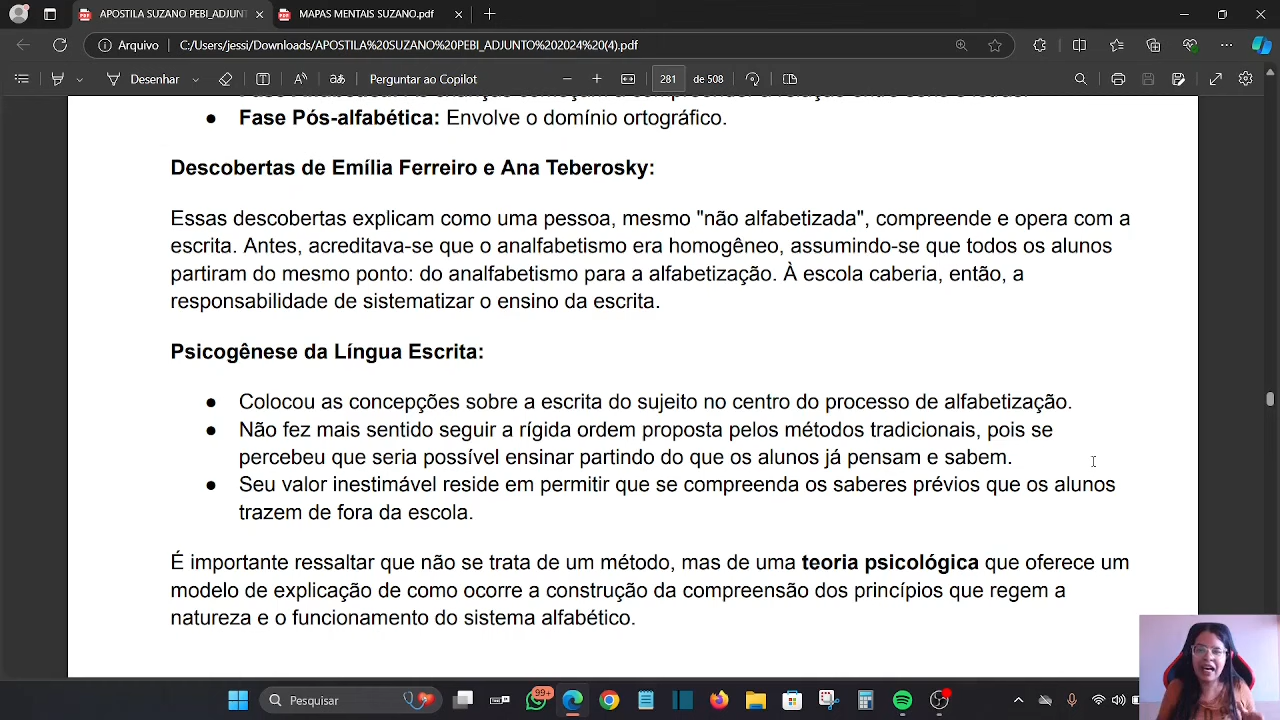 APOSTILA SUZANO PEBI_ADJUNT
MAPAS MENTAIS SUZANO.pdf
Arquivo
C:/Users/jessi/Downloads/APOSTILA%20SUZANO%20PEBI_ADJUNTO%202024%20(4).pdf
Desenhar
Perguntar ao Copilot
281
de 508
● Fase Pós-alfabética: Envolve o domínio ortográfico.
Descobertas de Emília Ferreiro e Ana Teberosky:
Essas descobertas explicam como uma pessoa, mesmo "não alfabetizada", compreende e opera com a
escrita. Antes, acreditava-se que o analfabetismo era homogêneo, assumindo-se que todos os alunos
partiram do mesmo ponto: do analfabetismo para a alfabetização. À escola caberia, então, a
responsabilidade de sistematizar o ensino da escrita.
Psicogênese da Língua Escrita:
● Colocou as concepções sobre a escrita do sujeito no centro do processo de alfabetização.
● Não fez mais sentido seguir a rígida ordem proposta pelos métodos tradicionais, pois se
percebeu que seria possível ensinar partindo do que os alunos já pensam e sabem.
● Seu valor inestimável reside em permitir que se compreenda os saberes prévios que os alunos
trazem de fora da escola.
É importante ressaltar que não se trata de um método, mas de uma teoria psicológica que oferece um
modelo de explicação de como ocorre a construção da compreensão dos princípios que regem a
natureza e o funcionamento do sistema alfabético.
Pesquisar
99+